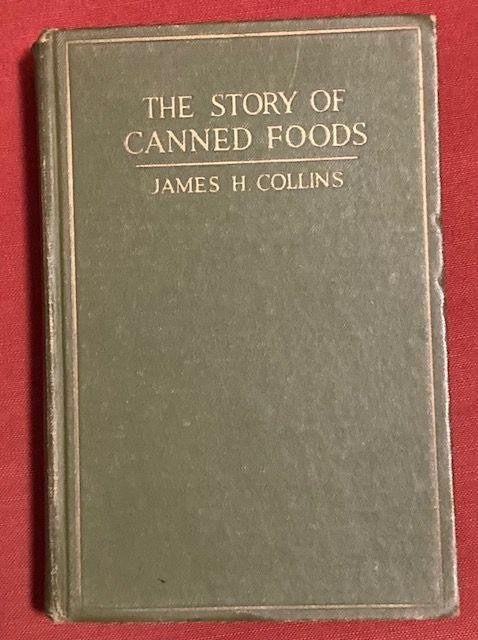 THE STORY OF
CANNED FOODS
JAMES H. COLLINS